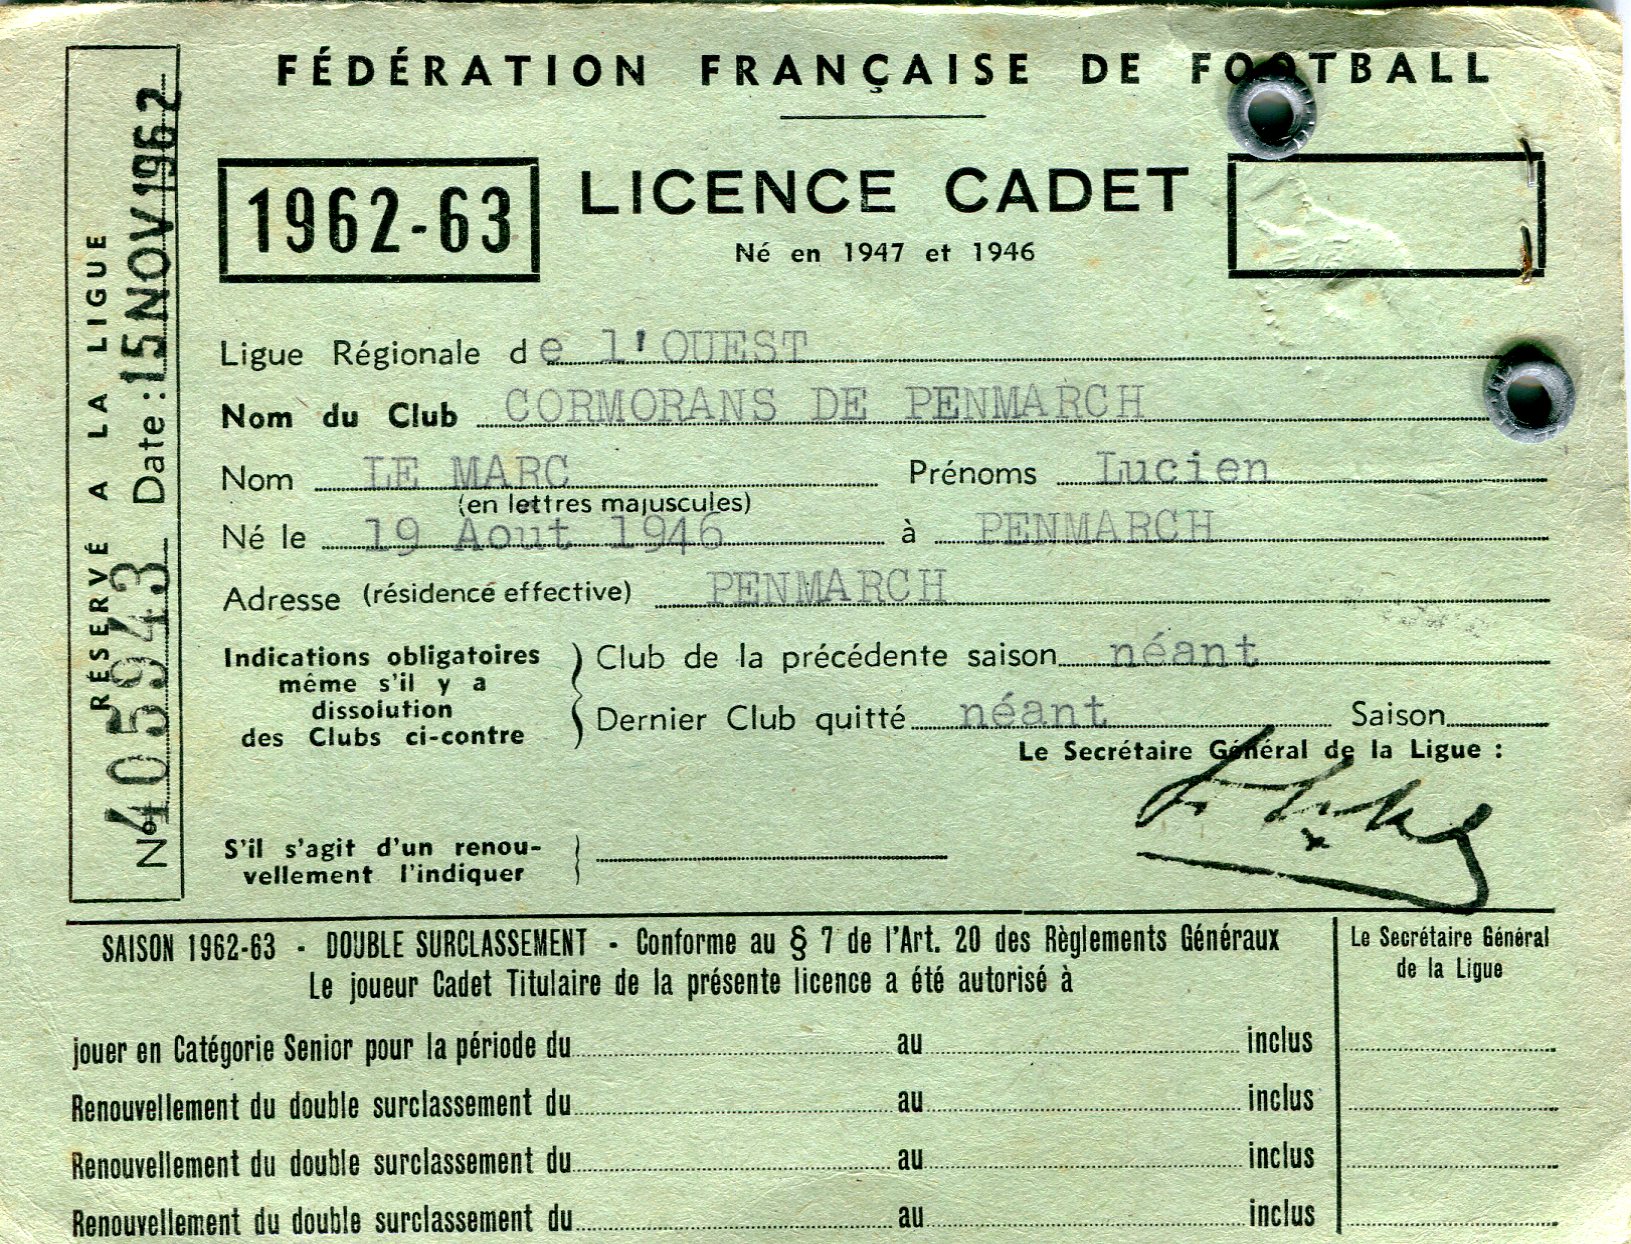 FÉDÉRATION FRANÇAISE DE FOOTBALL
RÉSERVÉ A LA LIGUE
N° 405943 Date : 15 NOV 1962
1962-63
LICENCE CADET
Né en 1947 et 1946
Ligue Régionale de l'OUEST
Nom du Club CORMORANS DE PENMARCH
Nom LE MARC Prénoms Lucien
(en lettres majuscules)
Né le 19 Aout 1946 à PENMARCH
Adresse (résidence effective) PENMARCH
Indications obligatoires
même s'il y a
dissolution
des Clubs ci-contre
Club de la précédente saison néant
Dernier Club quitté néant Saison
Le Secrétaire Général de la Ligue :
S'il s'agit d'un renou-
vellement l'indiquer
SAISON 1962-63 - DOUBLE SURCLASSEMENT - Conforme au § 7 de l'Art. 20 des Règlements Généraux
Le joueur Cadet Titulaire de la présente licence a été autorisé à
Le Secrétaire Général
de la Ligue
jouer en Catégorie Senior pour la période du au inclus
Renouvellement du double surclassement du au inclus
Renouvellement du double surclassement du au inclus
Renouvellement du double surclassement du au inclus